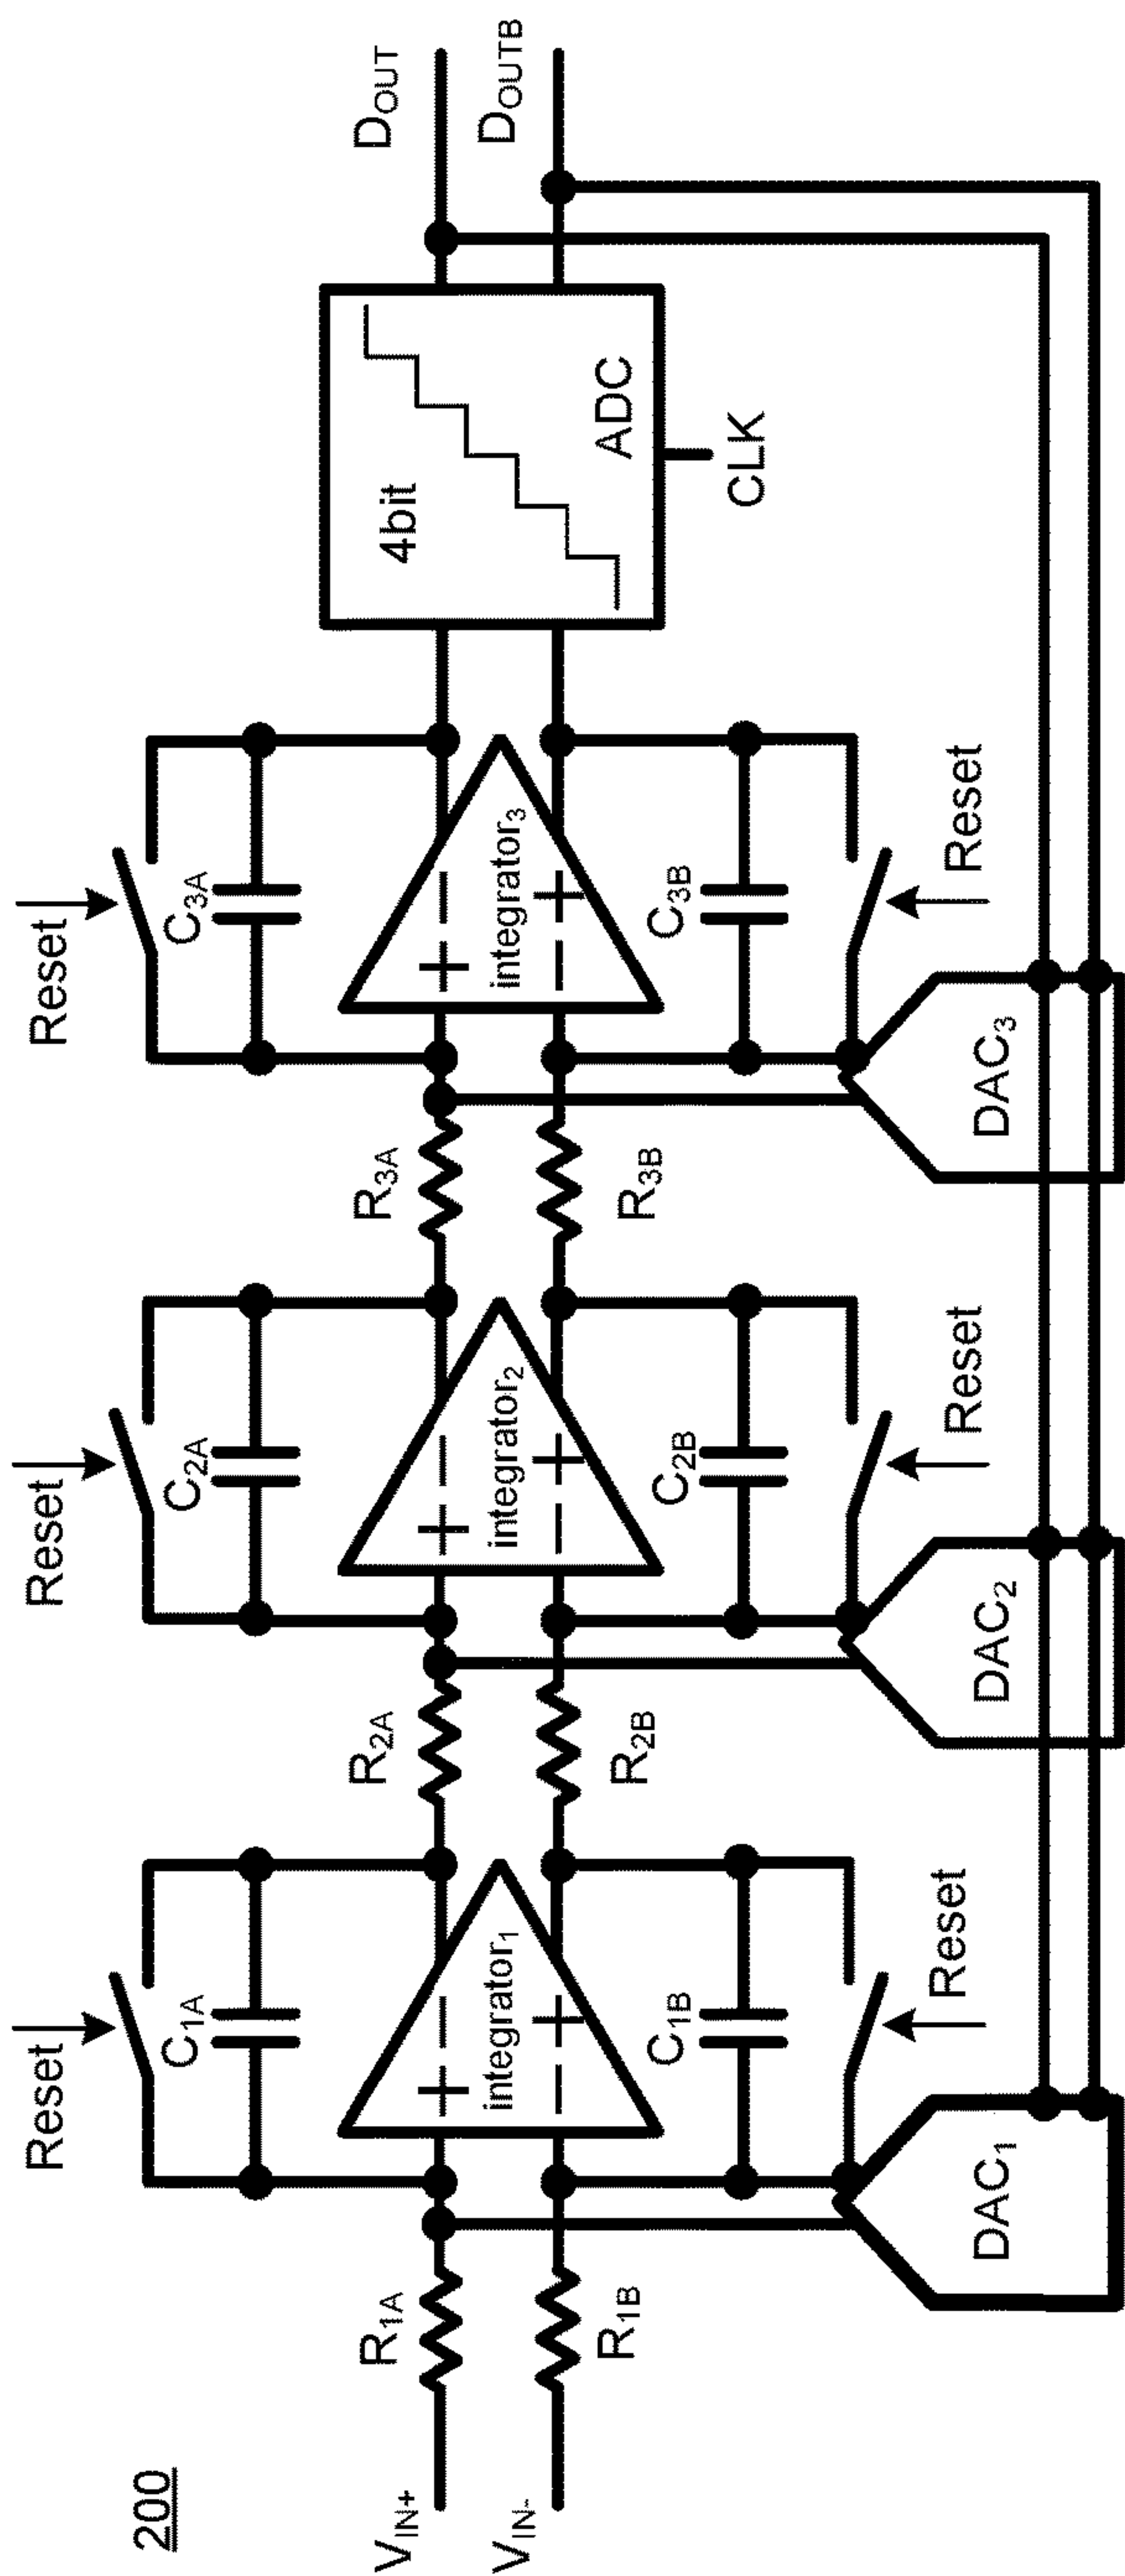 200
Reset
Reset
Reset
C1A
C2A
C3A
VIN+
R1A
R2A
R3A
4bit
DOUT
+ −
+ −
+ −
integrator1
integrator2
integrator3
− +
− +
− +
ADC
VIN-
R1B
R2B
R3B
DOUTB
C1B
C2B
C3B
CLK
Reset
Reset
Reset
DAC1
DAC2
DAC3